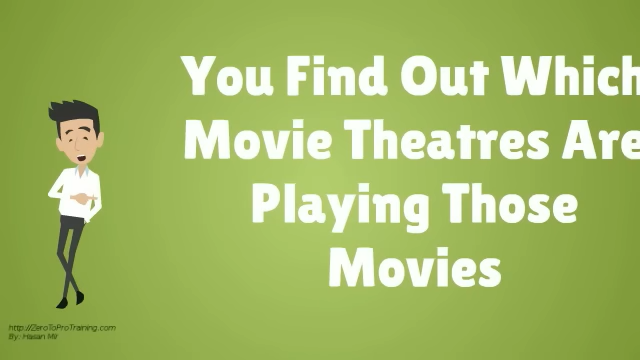 You Find Out Which
Movie Theatres Are
Playing Those
Movies
http://ZeroToProTraining.com
By: Hasan Mir